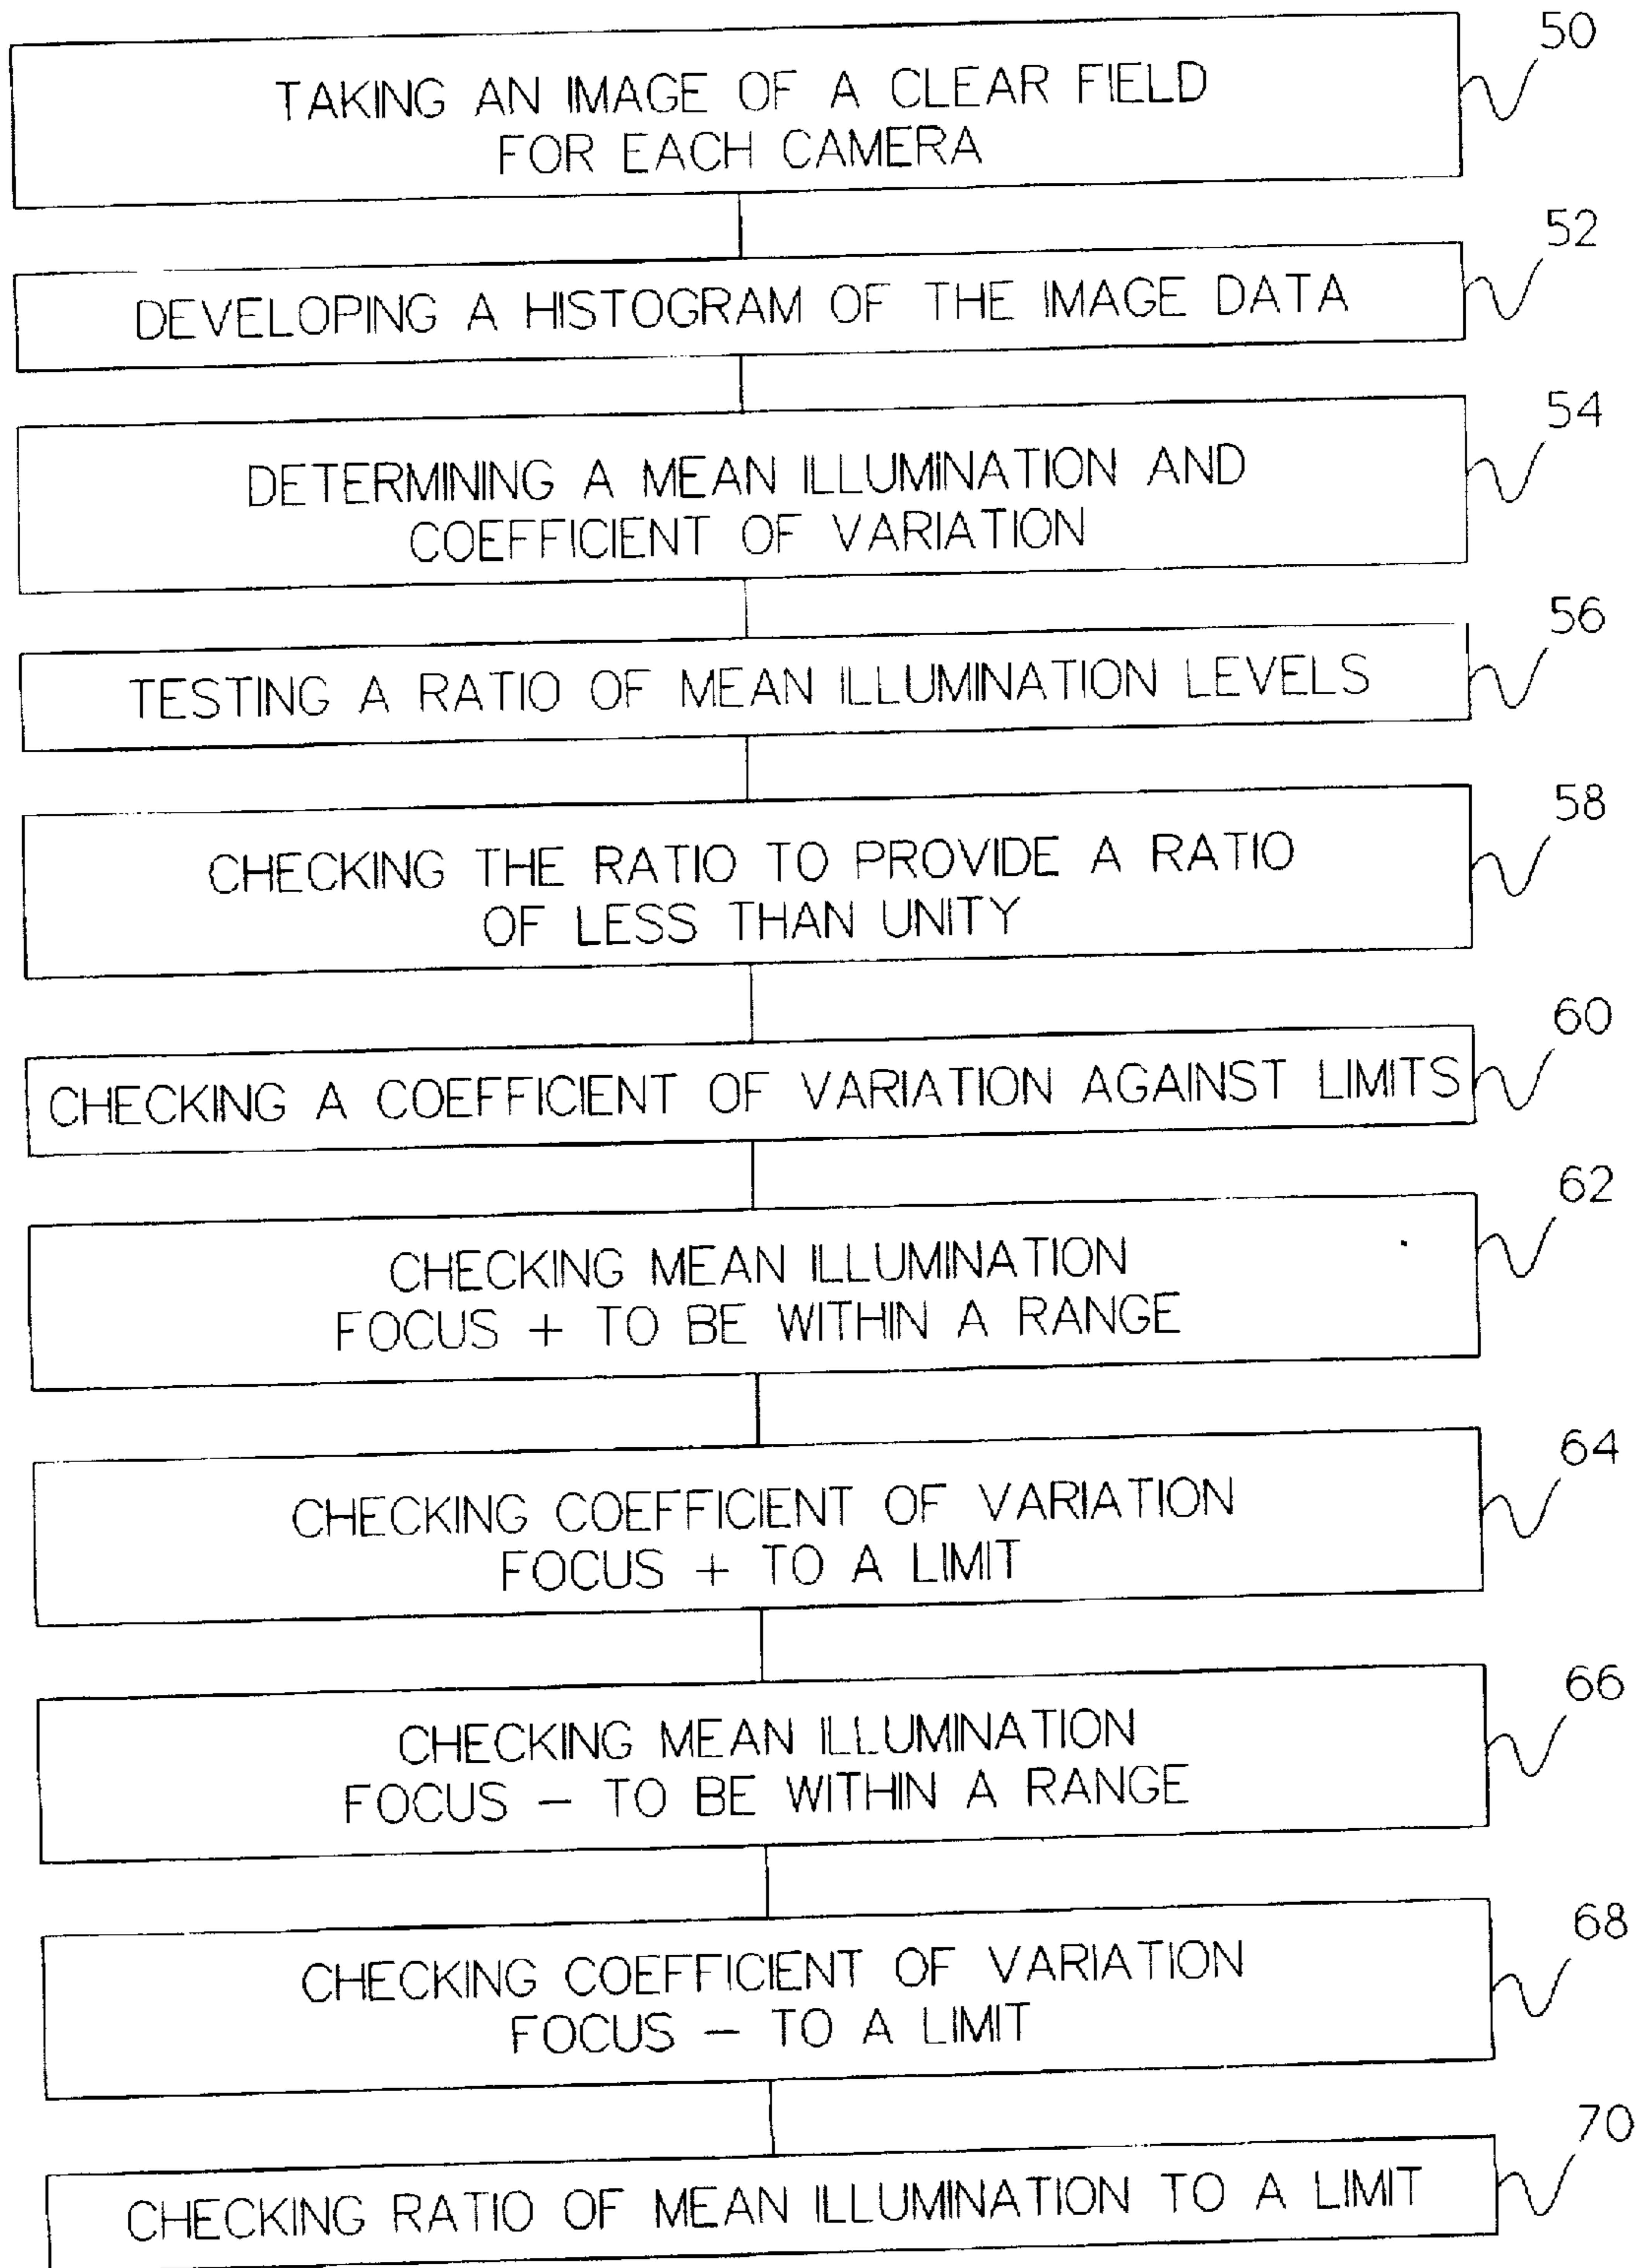 50
TAKING AN IMAGE OF A CLEAR FIELD
FOR EACH CAMERA
52
DEVELOPING A HISTOGRAM OF THE IMAGE DATA
54
DETERMINING A MEAN ILLUMINATION AND
COEFFICIENT OF VARIATION
56
TESTING A RATIO OF MEAN ILLUMINATION LEVELS
58
CHECKING THE RATIO TO PROVIDE A RATIO
OF LESS THAN UNITY
60
CHECKING A COEFFICIENT OF VARIATION AGAINST LIMITS
62
CHECKING MEAN ILLUMINATION
FOCUS + TO BE WITHIN A RANGE
64
CHECKING COEFFICIENT OF VARIATION
FOCUS + TO A LIMIT
66
CHECKING MEAN ILLUMINATION
FOCUS − TO BE WITHIN A RANGE
68
CHECKING COEFFICIENT OF VARIATION
FOCUS − TO A LIMIT
70
CHECKING RATIO OF MEAN ILLUMINATION TO A LIMIT